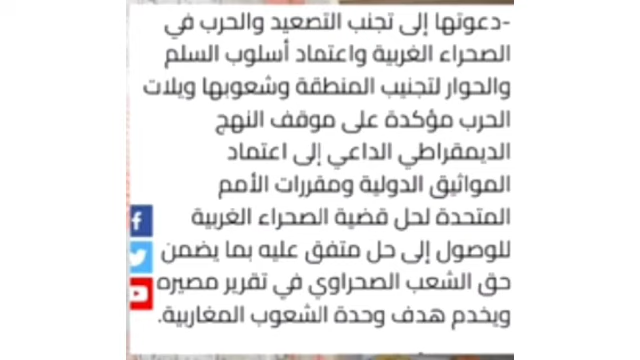 -دعوتها إلى تجنب التصعيد والحرب في
الصحراء الغربية واعتماد أسلوب السلم
والحوار لتجنيب المنطقة وشعوبها ويلات
الحرب مؤكدة على موقف النهج
الديمقراطي الداعي إلى اعتماد
المواثيق الدولية ومقررات الأمم
المتحدة لحل قضية الصحراء الغربية
للوصول إلى حل متفق عليه بما يضمن
حق الشعب الصحراوي في تقرير مصيره
ويخدم هدف وحدة الشعوب المغاربية.